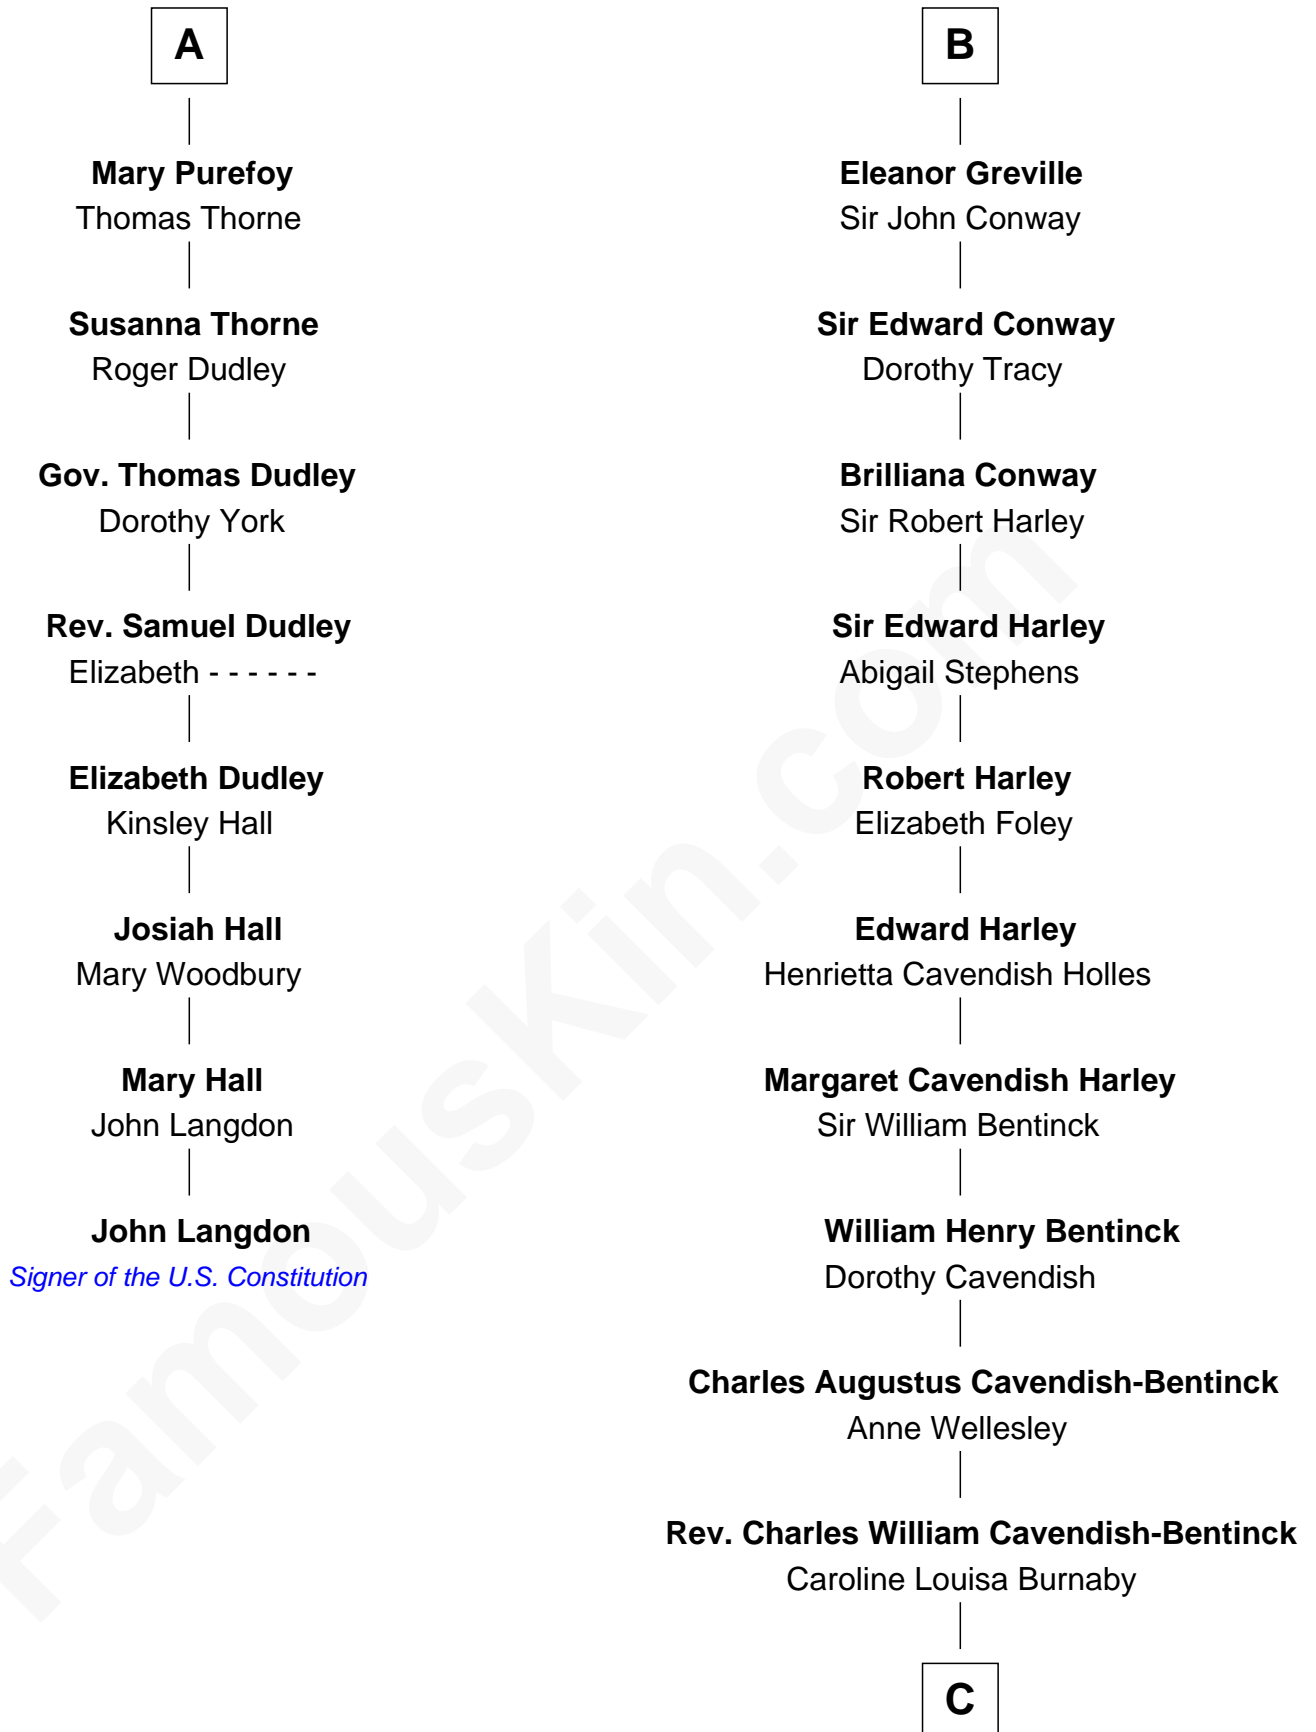 A
Mary Purefoy
Thomas Thorne
Susanna Thorne
Roger Dudley
Gov. Thomas Dudley
Dorothy York
Rev. Samuel Dudley
Elizabeth - - - - - -
Elizabeth Dudley
Kinsley Hall
Josiah Hall
Mary Woodbury
Mary Hall
John Langdon
John Langdon
Signer of the U.S. Constitution
B
Eleanor Greville
Sir John Conway
Sir Edward Conway
Dorothy Tracy
Brilliana Conway
Sir Robert Harley
Sir Edward Harley
Abigail Stephens
Robert Harley
Elizabeth Foley
Edward Harley
Henrietta Cavendish Holles
Margaret Cavendish Harley
Sir William Bentinck
William Henry Bentinck
Dorothy Cavendish
Charles Augustus Cavendish-Bentinck
Anne Wellesley
Rev. Charles William Cavendish-Bentinck
Caroline Louisa Burnaby
C
FamousKin.com